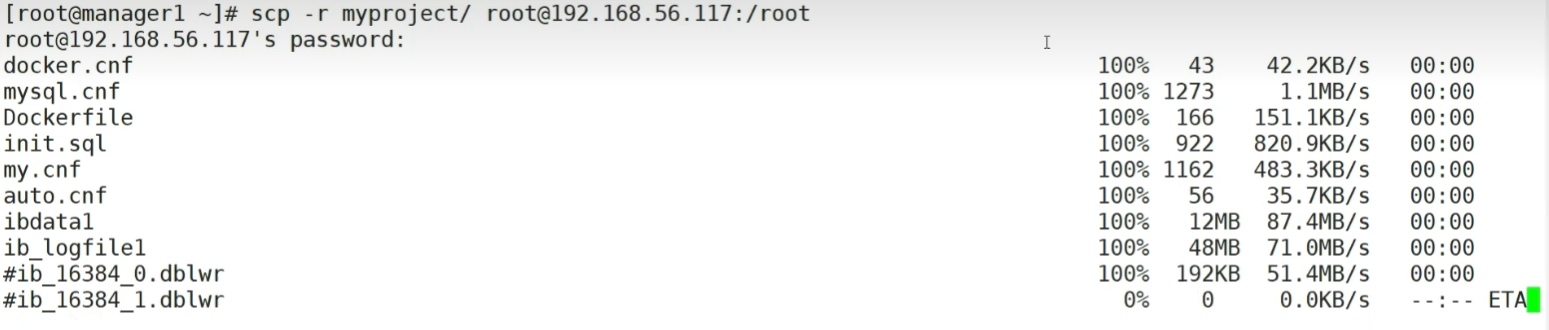 [root@manager1 ~]# scp -r myproject/ root@192.168.56.117:/root
root@192.168.56.117's password:
docker.cnf 100% 43 42.2KB/s 00:00
mysql.cnf 100% 1273 1.1MB/s 00:00
Dockerfile 100% 166 151.1KB/s 00:00
init.sql 100% 922 820.9KB/s 00:00
my.cnf 100% 1162 483.3KB/s 00:00
auto.cnf 100% 56 35.7KB/s 00:00
ibdata1 100% 12MB 87.4MB/s 00:00
ib_logfile1 100% 48MB 71.0MB/s 00:00
#ib_16384_0.dblwr 100% 192KB 51.4MB/s 00:00
#ib_16384_1.dblwr 0% 0 0.0KB/s --:-- ETA